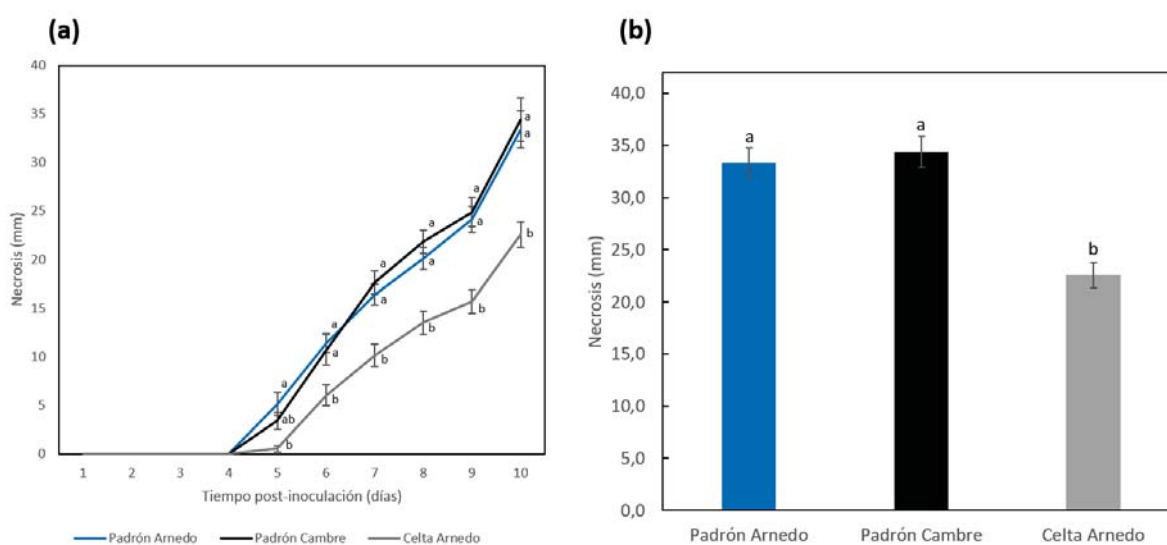 (a)
40
35
30
25
20
15
10
5
0
Necrosis (mm)
a
a
a
a
a
a
a
a
a
a
ab
b
b
b
b
b
b
1 2 3 4 5 6 7 8 9 10
Tiempo post-inoculación (días)
Padrón Arnedo Padrón Cambre Celta Arnedo
(b)
40,0
35,0
30,0
25,0
20,0
15,0
10,0
5,0
0,0
Necrosis (mm)
a a b
Padrón Arnedo Padrón Cambre Celta Arnedo